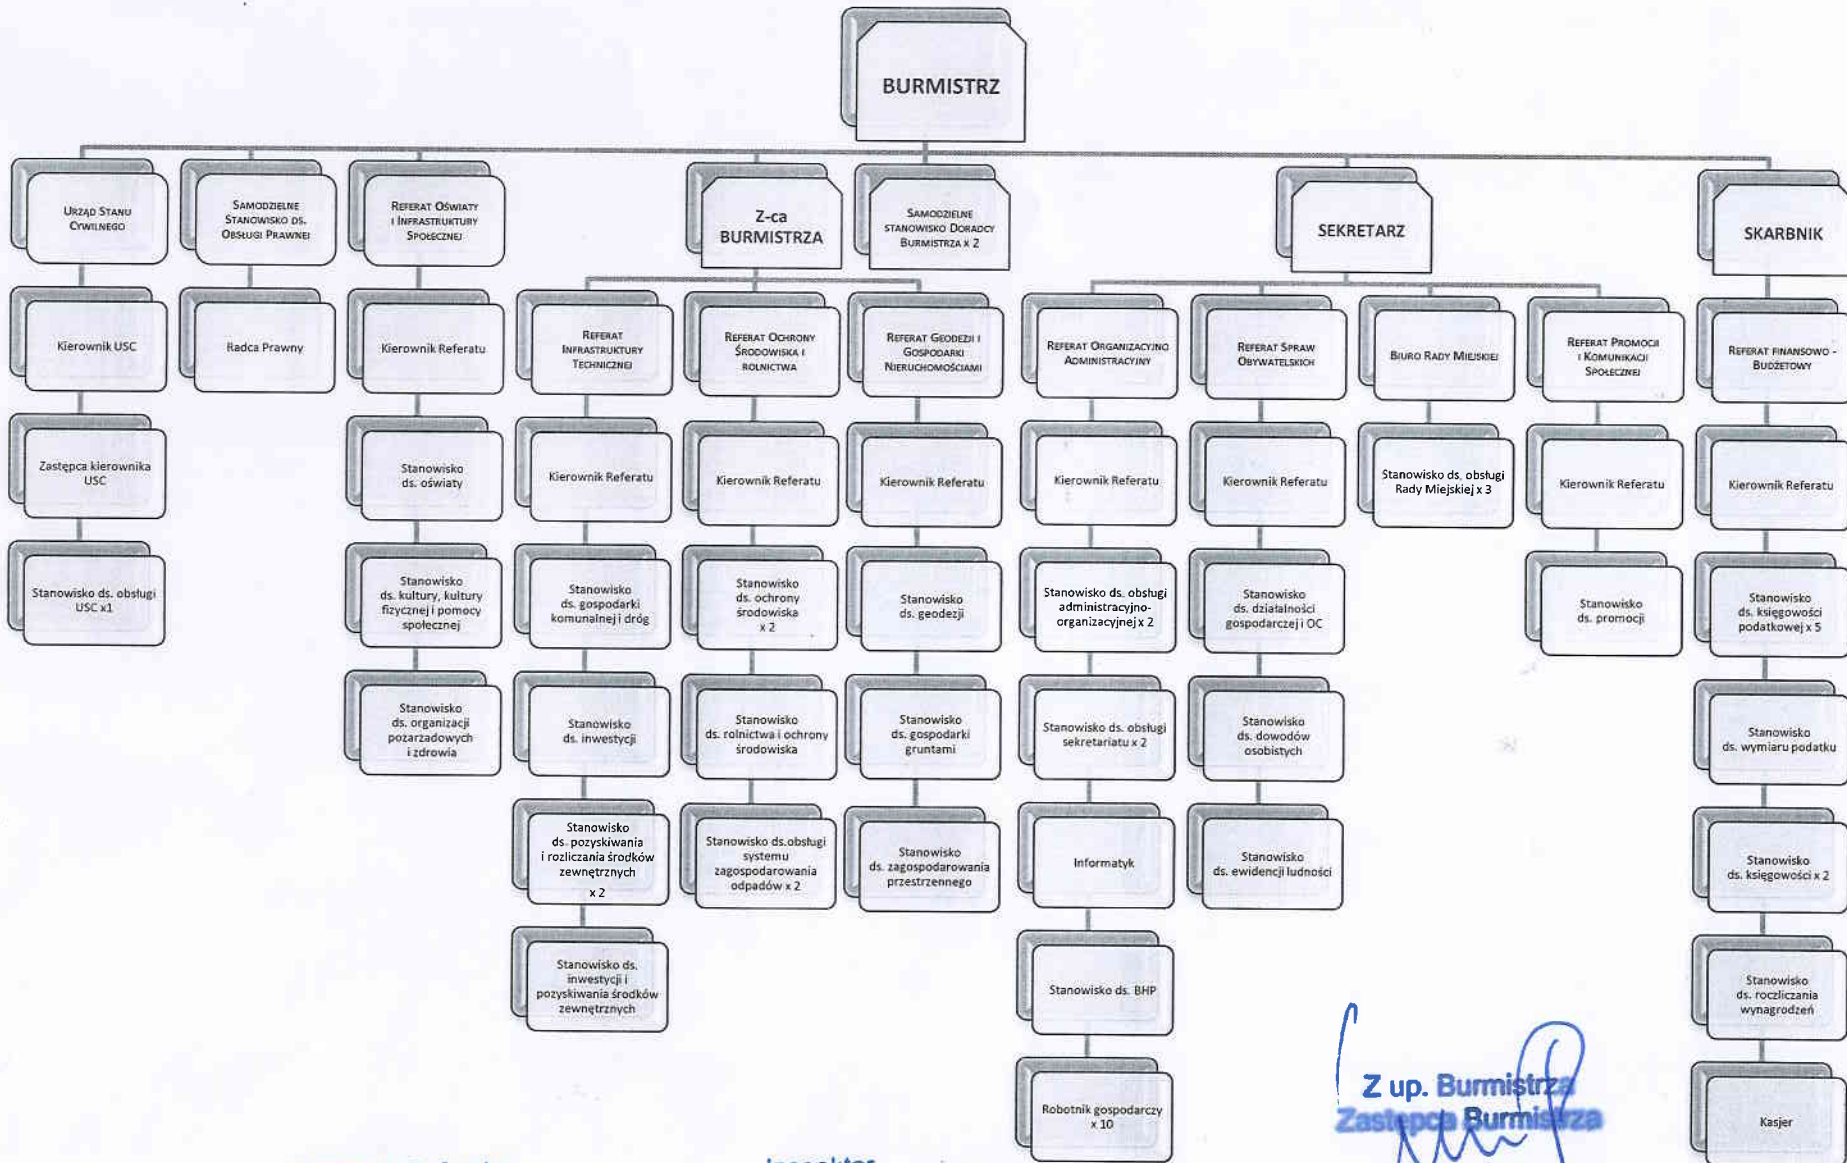 BURMISTRZ
URZĄD STANU
CYWILNEGO
SAMODZIELNE
STANOWISKO DS.
OBSŁUGI PRAWNEJ
REFERAT OŚWIATY
I INFRASTRUKTURY
SPOŁECZNEJ
Z-ca
BURMISTRZA
SAMODZIELNE
STANOWISKO DORADCY
BURMISTRZA X 2
SEKRETARZ
SKARBNIK
Kierownik USC
Radca Prawny
Kierownik Referatu
REFERAT
INFRASTRUKTURY
TECHNICZNEJ
REFERAT OCHRONY
ŚRODOWISKA I
ROLNICTWA
REFERAT GEODEZJI I
GOSPODARKI
NIERUCHOMOŚCIAMI
REFERAT ORGANIZACYJNO
ADMINISTRACYJNY
REFERAT SPRAW
OBYWATELSKICH
BIURO RADY MIEJSKIEJ
REFERAT PROMOCJI
I KOMUNIKACJI
SPOŁECZNEJ
REFERAT FINANSOWO -
BUDŻETOWY
Zastępca kierownika
USC
Stanowisko
ds. oświaty
Kierownik Referatu
Kierownik Referatu
Kierownik Referatu
Kierownik Referatu
Kierownik Referatu
Stanowisko ds. obsługi
Rady Miejskiej x 3
Kierownik Referatu
Kierownik Referatu
Stanowisko ds. obsługi
USC x1
Stanowisko
ds. kultury, kultury
fizycznej i pomocy
społecznej
Stanowisko
ds. gospodarki
komunalnej i dróg
Stanowisko
ds. ochrony
środowiska
x 2
Stanowisko
ds. geodezji
Stanowisko ds. obsługi
administracyjno-
organizacyjnej x 2
Stanowisko
ds. działalności
gospodarczej i OC
Stanowisko
ds. promocji
Stanowisko
ds. księgowości
podatkowej x 5
Stanowisko
ds. organizacji
pozarządowych
i zdrowia
Stanowisko
ds. inwestycji
Stanowisko
ds. rolnictwa i ochrony
środowiska
Stanowisko
ds. gospodarki
gruntami
Stanowisko ds. obsługi
sekretariatu x 2
Stanowisko
ds. dowodów
osobistych
Stanowisko
ds. wymiaru podatku
Stanowisko
ds. pozyskiwania
i rozliczania środków
zewnętrznych
x 2
Stanowisko ds.obsługi
systemu
zagospodarowania
odpadów x 2
Stanowisko
ds. zagospodarowania
przestrzennego
Informatyk
Stanowisko
ds. ewidencji ludności
Stanowisko
ds. księgowości x 2
Stanowisko ds.
inwestycji i
pozyskiwania środków
zewnętrznych
Stanowisko ds. BHP
Stanowisko
ds. roczliczania
wynagrodzeń
Robotnik gospodarczy
x 10
Kasjer
Z up. Burmistrza
Zastępca Burmistrza